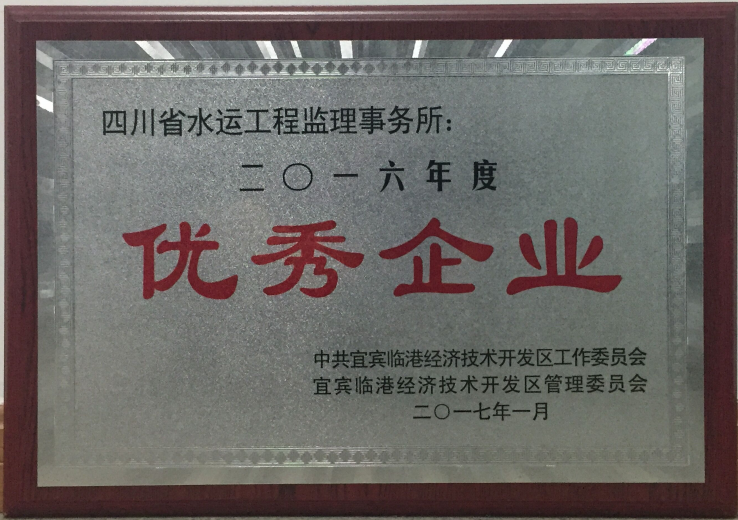 四川省水运工程监理事务所：
二〇一六年度
优秀企业
中共宜宾临港经济技术开发区工作委员会
宜宾临港经济技术开发区管理委员会
二〇一七年一月